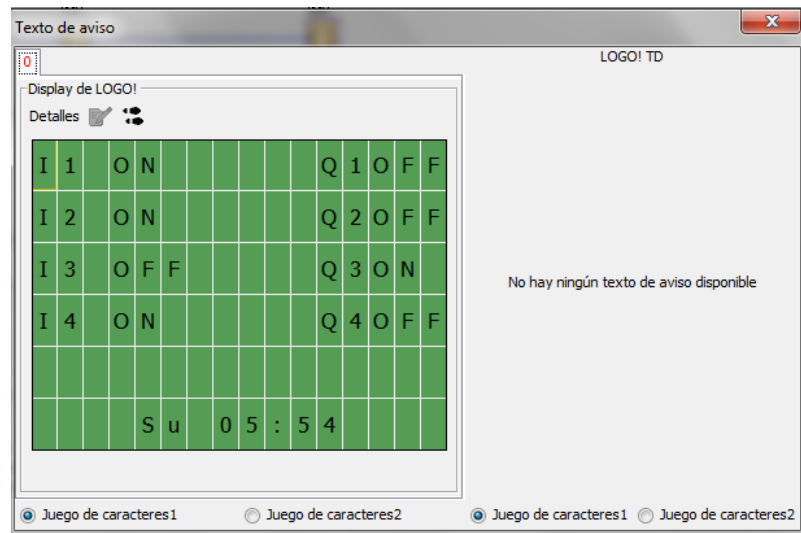 Texto de aviso
0
LOGO! TD
Display de LOGO!
Detalles
I1 ON Q1OFF
I2 ON Q2OFF
I3 OFF Q3ON
I4 ON Q4OFF
Su 05:54
No hay ningún texto de aviso disponible
Juego de caracteres1 Juego de caracteres2 Juego de caracteres1 Juego de caracteres2